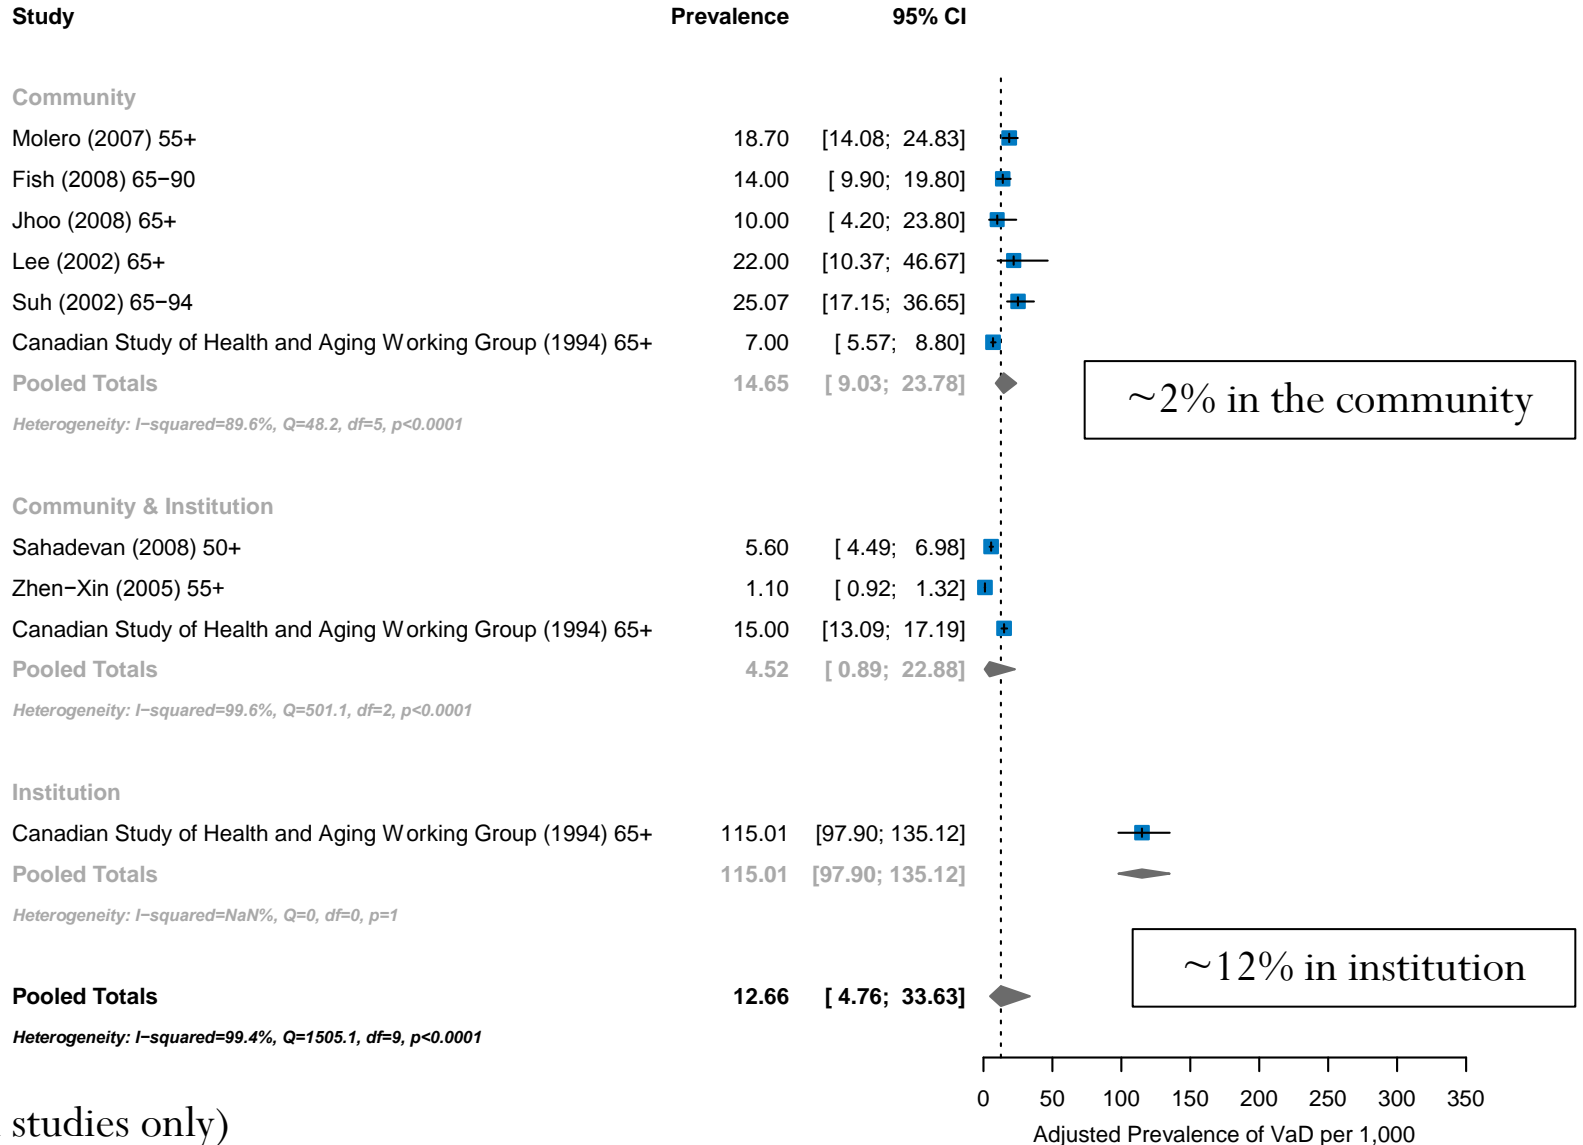 Study Prevalence 95% CI
Community
Molero (2007) 55+ 18.70 [14.08; 24.83]
Fish (2008) 65−90 14.00 [ 9.90; 19.80]
Jhoo (2008) 65+ 10.00 [ 4.20; 23.80]
Lee (2002) 65+ 22.00 [10.37; 46.67]
Suh (2002) 65−94 25.07 [17.15; 36.65]
Canadian Study of Health and Aging Working Group (1994) 65+ 7.00 [ 5.57; 8.80]
Pooled Totals 14.65 [ 9.03; 23.78]
~2% in the community
Heterogeneity: I−squared=89.6%, Q=48.2, df=5, p<0.0001
Community & Institution
Sahadevan (2008) 50+ 5.60 [ 4.49; 6.98]
Zhen−Xin (2005) 55+ 1.10 [ 0.92; 1.32]
Canadian Study of Health and Aging Working Group (1994) 65+ 15.00 [13.09; 17.19]
Pooled Totals 4.52 [ 0.89; 22.88]
Heterogeneity: I−squared=99.6%, Q=501.1, df=2, p<0.0001
Institution
Canadian Study of Health and Aging Working Group (1994) 65+ 115.01 [97.90; 135.12]
Pooled Totals 115.01 [97.90; 135.12]
Heterogeneity: I−squared=NaN%, Q=0, df=0, p=1
~12% in institution
Pooled Totals 12.66 [ 4.76; 33.63]
Heterogeneity: I−squared=99.4%, Q=1505.1, df=9, p<0.0001
0 50 100 150 200 250 300 350
studies only)
Adjusted Prevalence of VaD per 1,000